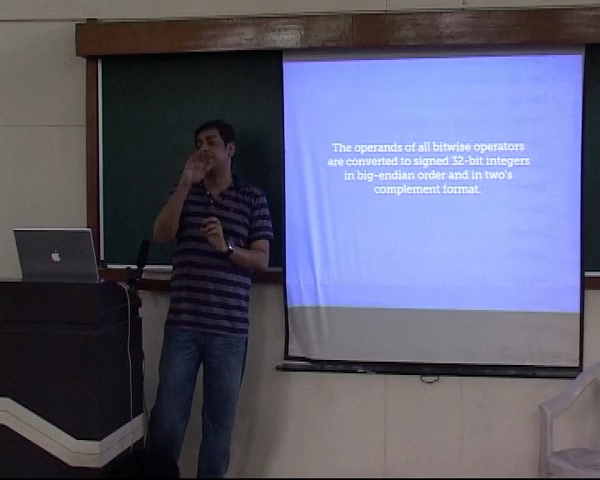 The operands of all bitwise operators
are converted to signed 32-bit integers
in big-endian order and in two's
complement format.